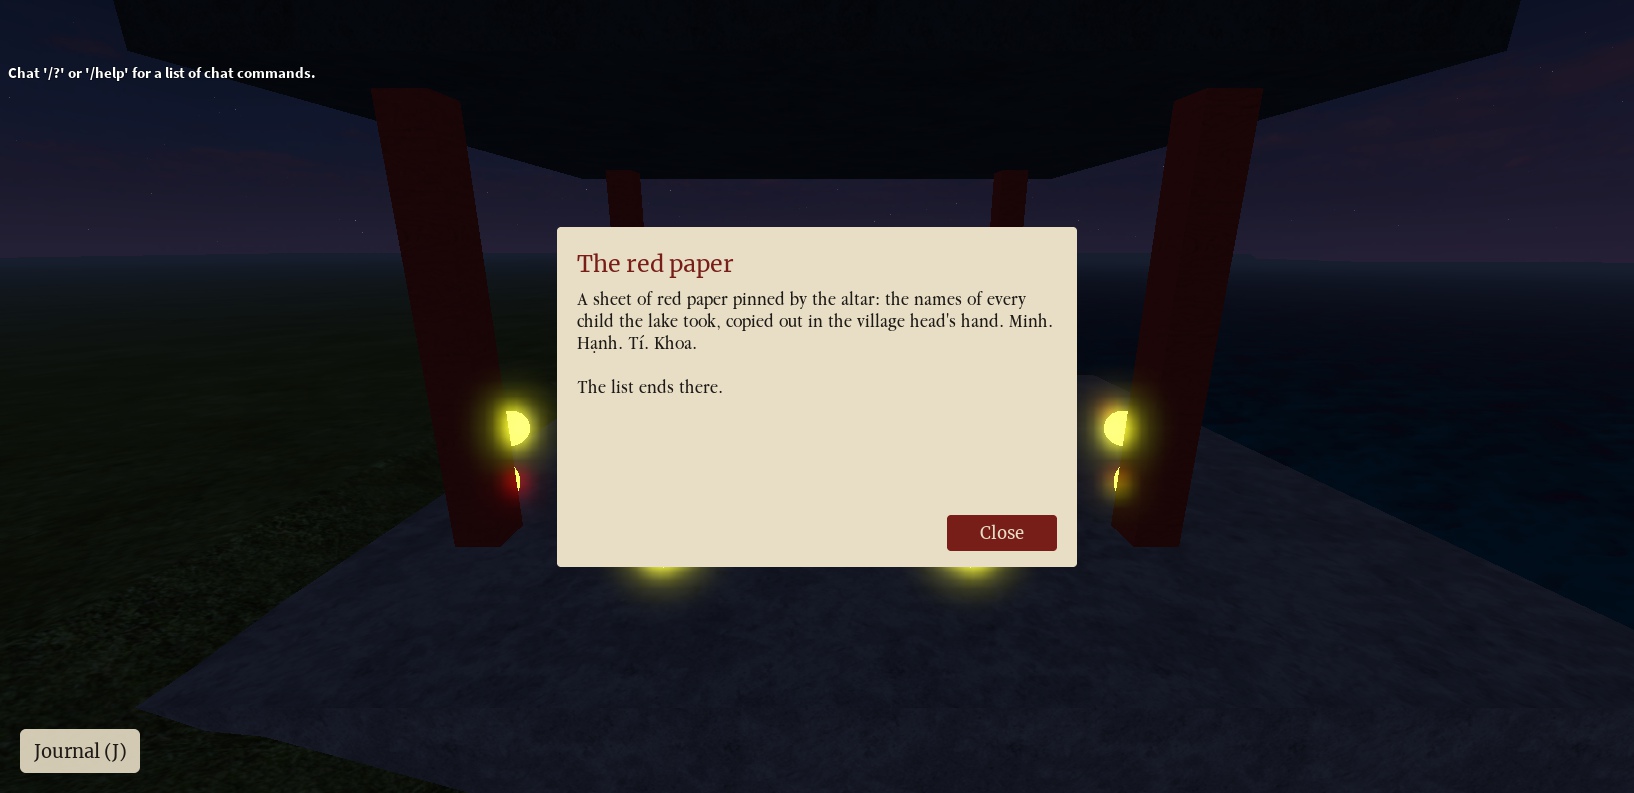 Chat '/?' or '/help' for a list of chat commands.
The red paper
A sheet of red paper pinned by the altar: the names of every
child the lake took, copied out in the village head's hand. Minh.
Hạnh. Tí. Khoa.
The list ends there.
Close
Journal (J)